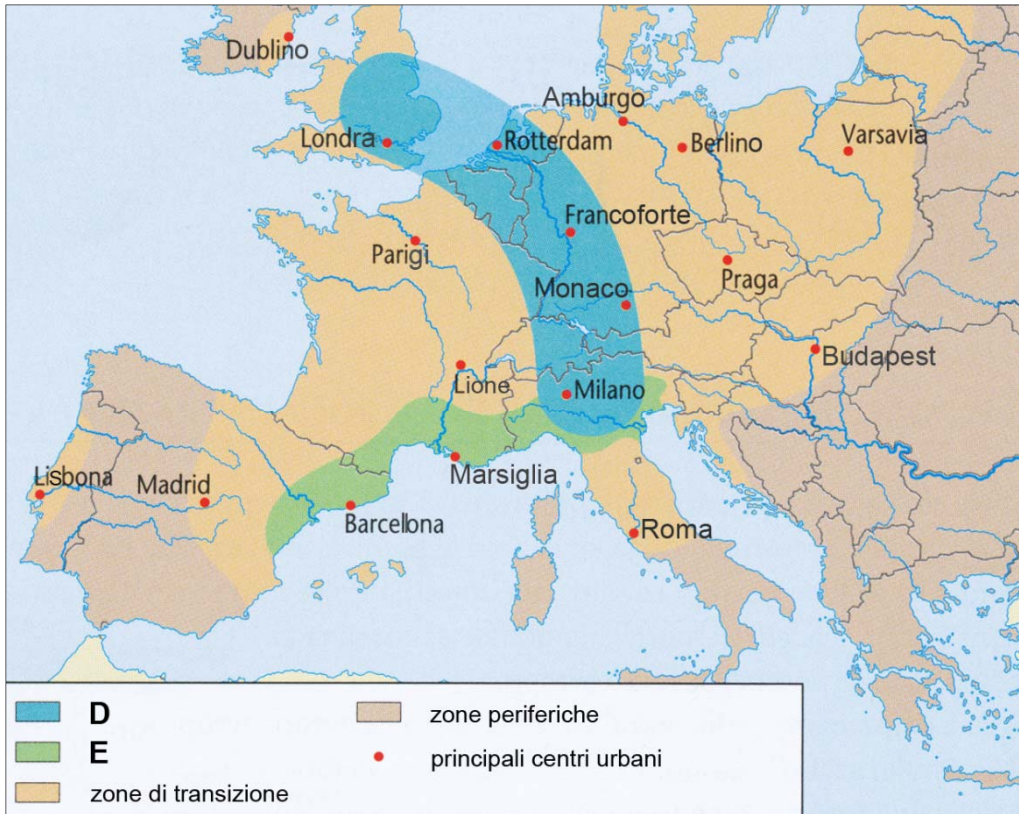 Dublino
Amburgo
Londra
Rotterdam
Berlino
Varsavia
Francoforte
Parigi
Praga
Monaco
Budapest
Lione
Milano
Marsiglia
Lisbona
Madrid
Barcellona
Roma
D
E
zone di transizione
zone periferiche
principali centri urbani